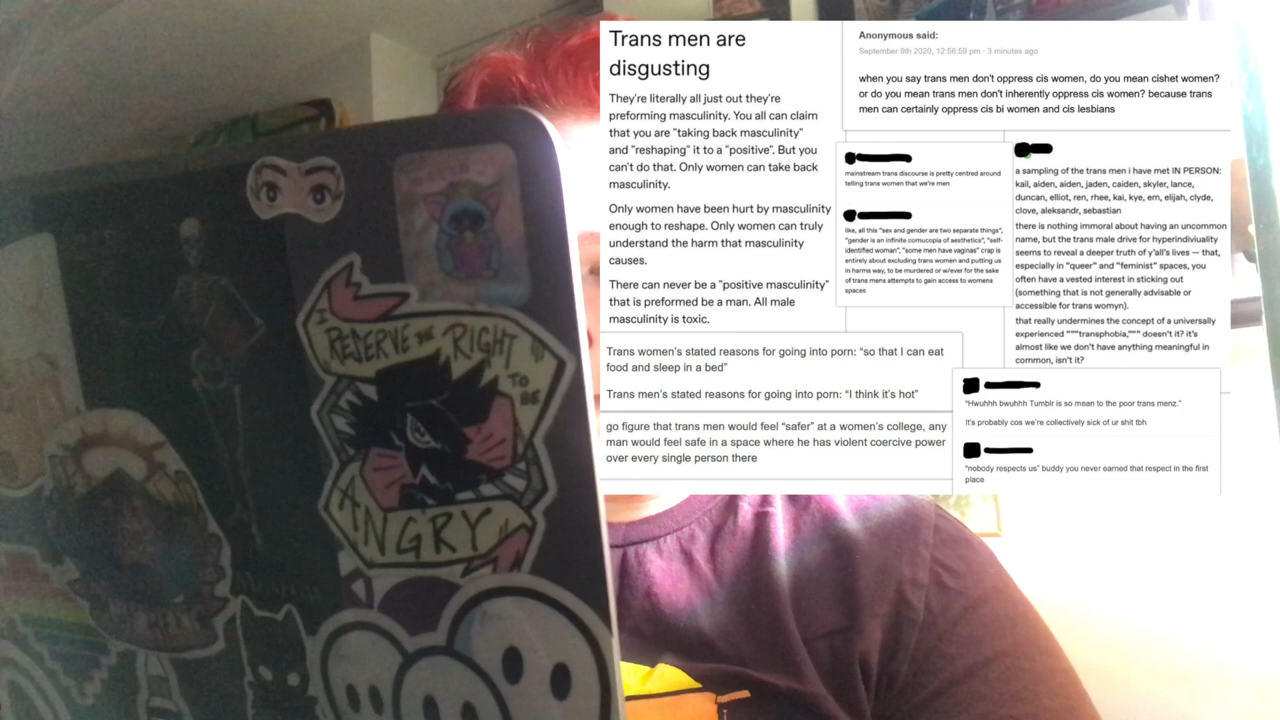 I
RESERVE THE RIGHT
TO
BE
ANGRY
Trans men are
disgusting
They're literally all just out they're
preforming masculinity. You all can claim
that you are "taking back masculinity"
and "reshaping" it to a "positive". But you
can't do that. Only women can take back
masculinity.
Only women have been hurt by masculinity
enough to reshape. Only women can truly
understand the harm that masculinity
causes.
There can never be a "positive masculinity"
that is preformed be a man. All male
masculinity is toxic.
Anonymous said:
September 9th 2020, 12:56:59 pm · 3 minutes ago
when you say trans men don't oppress cis women, do you mean cishet women?
or do you mean trans men don't inherently oppress cis women? because trans
men can certainly oppress cis bi women and cis lesbians
mainstream trans discourse is pretty centred around
telling trans women that we're men
like, all this "sex and gender are two separate things",
"gender is an infinite cornucopia of aesthetics", "self-
identified woman", "some men have vaginas" crap is
entirely about excluding trans women and putting us
in harms way, to be murdered or w/ever for the sake
of trans mens attempts to gain access to womens
spaces
a sampling of the trans men i have met IN PERSON:
kail, aiden, aiden, jaden, caiden, skyler, lance,
duncan, elliot, ren, rhee, kai, kye, em, elijah, clyde,
clove, aleksandr, sebastian
there is nothing immoral about having an uncommon
name, but the trans male drive for hyperindiviuality
seems to reveal a deeper truth of y'all's lives — that,
especially in "queer" and "feminist" spaces, you
often have a vested interest in sticking out
(something that is not generally advisable or
accessible for trans womyn).
that really undermines the concept of a universally
experienced """transphobia,""" doesn't it? it's
almost like we don't have anything meaningful in
common, isn't it?
Trans women's stated reasons for going into porn: "so that I can eat
food and sleep in a bed"
Trans men's stated reasons for going into porn: "I think it's hot"
go figure that trans men would feel "safer" at a women's college, any
man would feel safe in a space where he has violent coercive power
over every single person there
"Hwuhhh bwuhhh Tumblr is so mean to the poor trans menz."
It's probably cos we're collectively sick of ur shit tbh
"nobody respects us" buddy you never earned that respect in the first
place